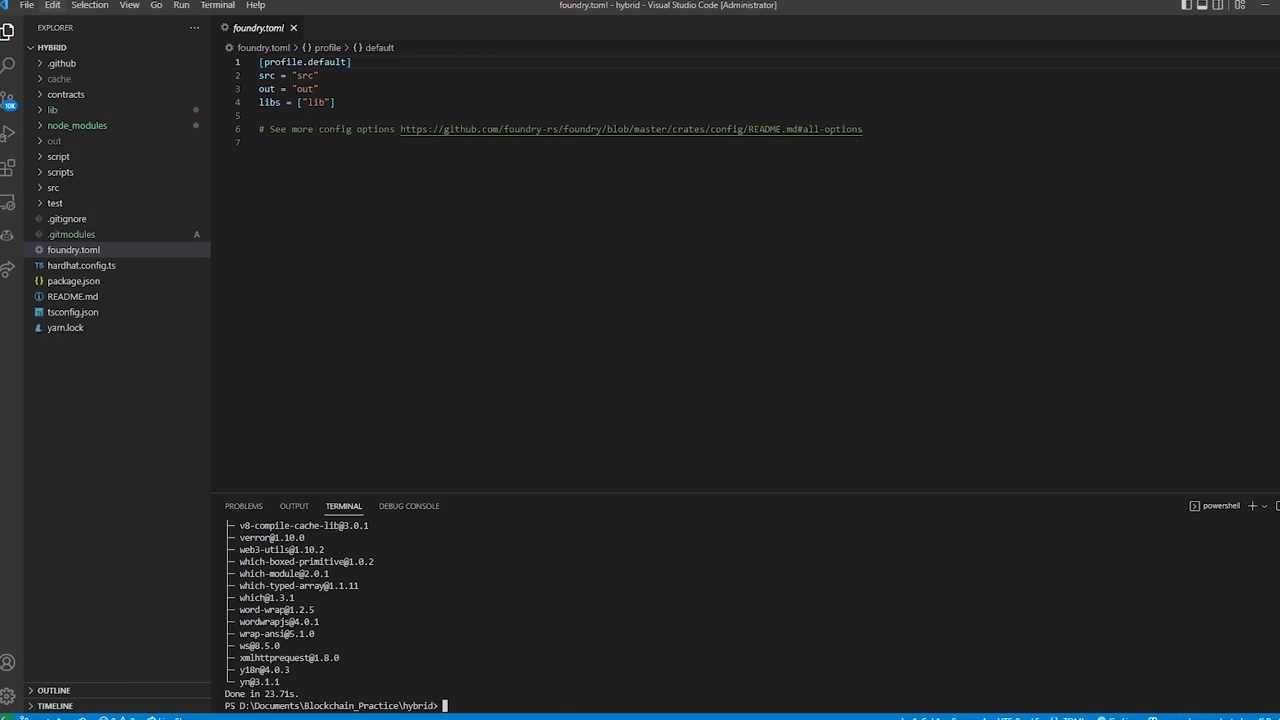 File Edit Selection View Go Run Terminal Help
foundry.toml - hybrid - Visual Studio Code [Administrator]
EXPLORER
HYBRID
.github
cache
contracts
lib
node_modules
out
script
scripts
src
test
.gitignore
.gitmodules A
foundry.toml
hardhat.config.ts
package.json
README.md
tsconfig.json
yarn.lock
OUTLINE
TIMELINE
10K
foundry.toml
foundry.toml > {} profile > {} default
1 [profile.default]
2 src = "src"
3 out = "out"
4 libs = ["lib"]
5
6 # See more config options https://github.com/foundry-rs/foundry/blob/master/crates/config/README.md#all-options
7
PROBLEMS OUTPUT TERMINAL DEBUG CONSOLE
powershell
├─ v8-compile-cache-lib@3.0.1
├─ verror@1.10.0
├─ web3-utils@1.10.2
├─ which-boxed-primitive@1.0.2
├─ which-module@2.0.1
├─ which-typed-array@1.1.11
├─ which@1.3.1
├─ word-wrap@1.2.5
├─ wordwrapjs@4.0.1
├─ wrap-ansi@5.1.0
├─ ws@8.5.0
├─ xmlhttprequest@1.8.0
├─ y18n@4.0.3
└─ yn@3.1.1
Done in 23.71s.
PS D:\Documents\Blockchain_Practice\hybrid>